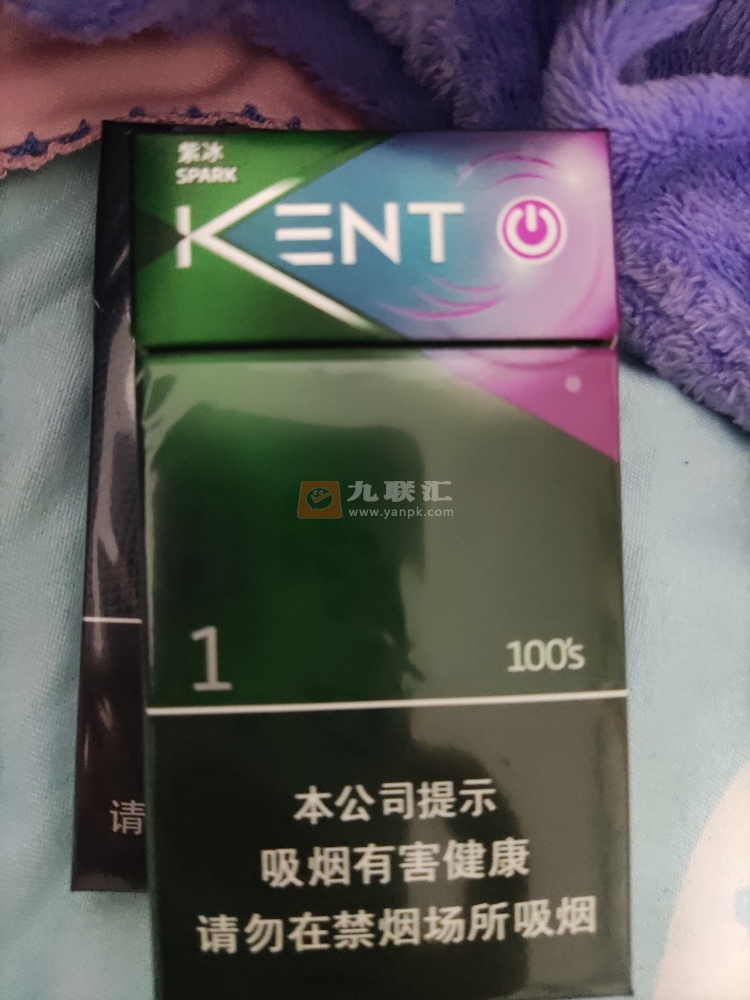 紫冰
SPARK
KENT
九联汇
www.yanpk.com
1
100's
本公司提示
吸烟有害健康
请勿在禁烟场所吸烟
请